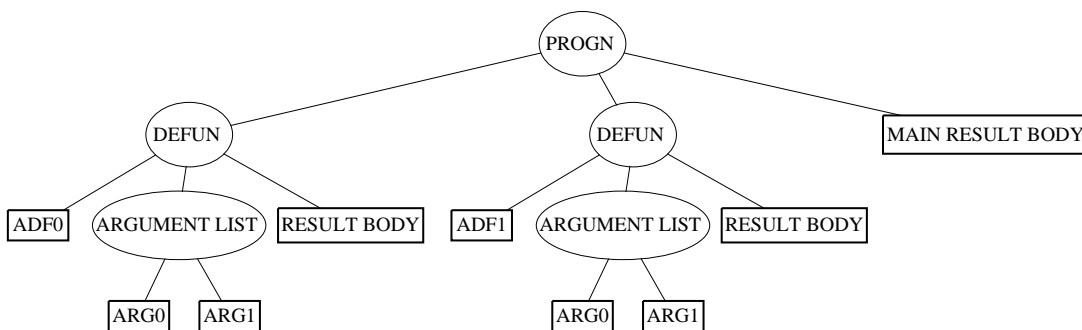 PROGN
DEFUN
DEFUN
MAIN RESULT BODY
ADF0
ARGUMENT LIST
RESULT BODY
ADF1
ARGUMENT LIST
RESULT BODY
ARG0
ARG1
ARG0
ARG1